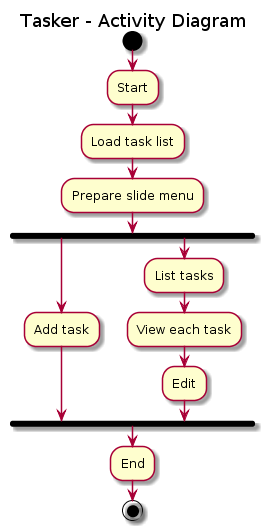 Tasker - Activity Diagram
Start
Load task list
Prepare slide menu
List tasks
Add task
View each task
Edit
End